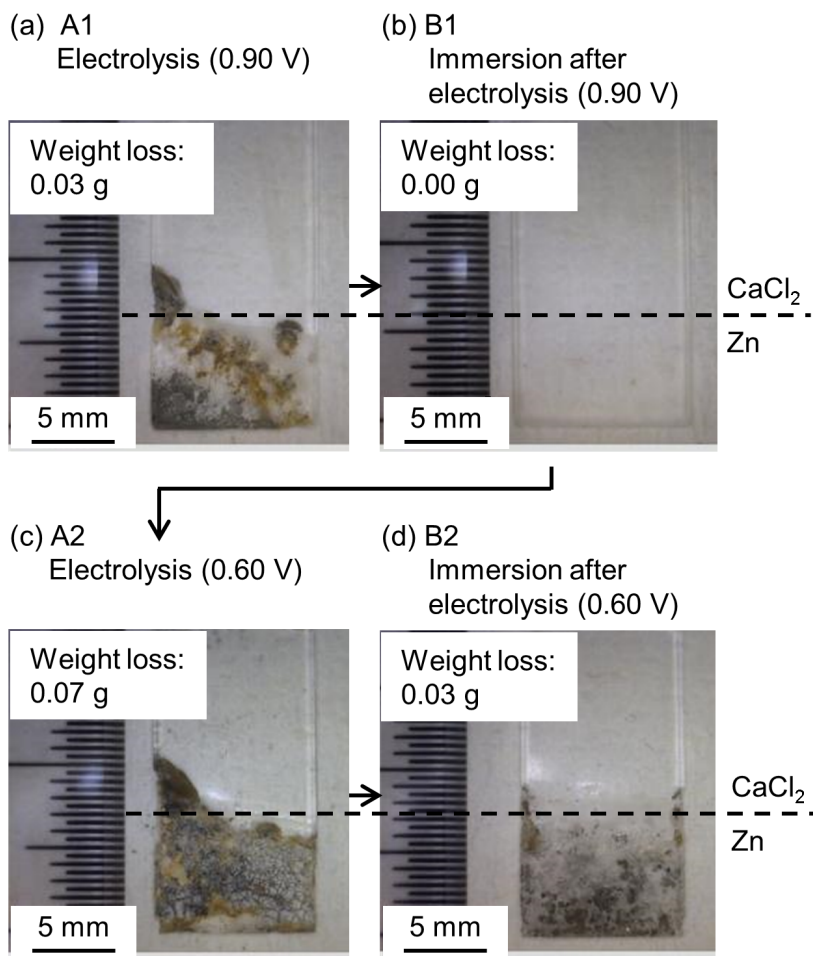 (a) A1
Electrolysis (0.90 V)
(b) B1
Immersion after
electrolysis (0.90 V)
Weight loss:
0.03 g
Weight loss:
0.00 g
CaCl₂
Zn
5 mm
5 mm
(c) A2
Electrolysis (0.60 V)
(d) B2
Immersion after
electrolysis (0.60 V)
Weight loss:
0.07 g
Weight loss:
0.03 g
CaCl₂
Zn
5 mm
5 mm